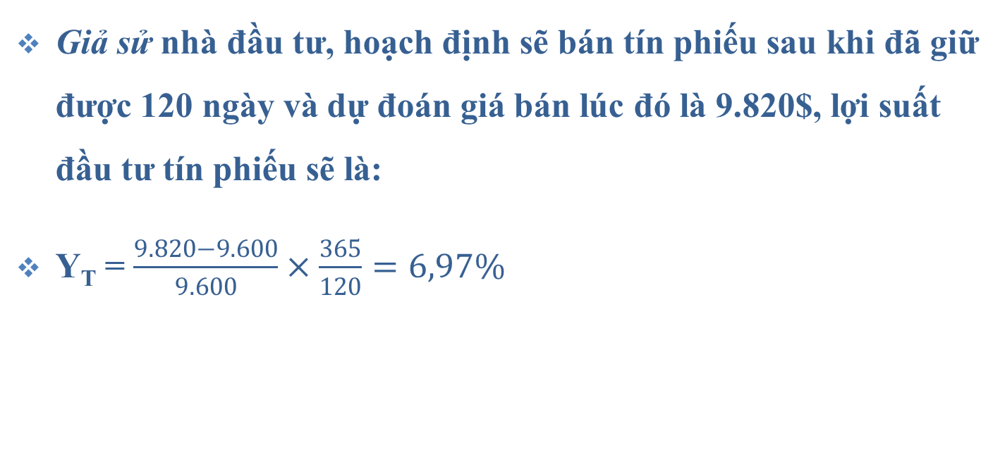 ❖ Giả sử nhà đầu tư, hoạch định sẽ bán tín phiếu sau khi đã giữ
được 120 ngày và dự đoán giá bán lúc đó là 9.820$, lợi suất
đầu tư tín phiếu sẽ là:
❖ Y_T = \frac{9.820−9.600}{9.600} × \frac{365}{120} = 6,97%